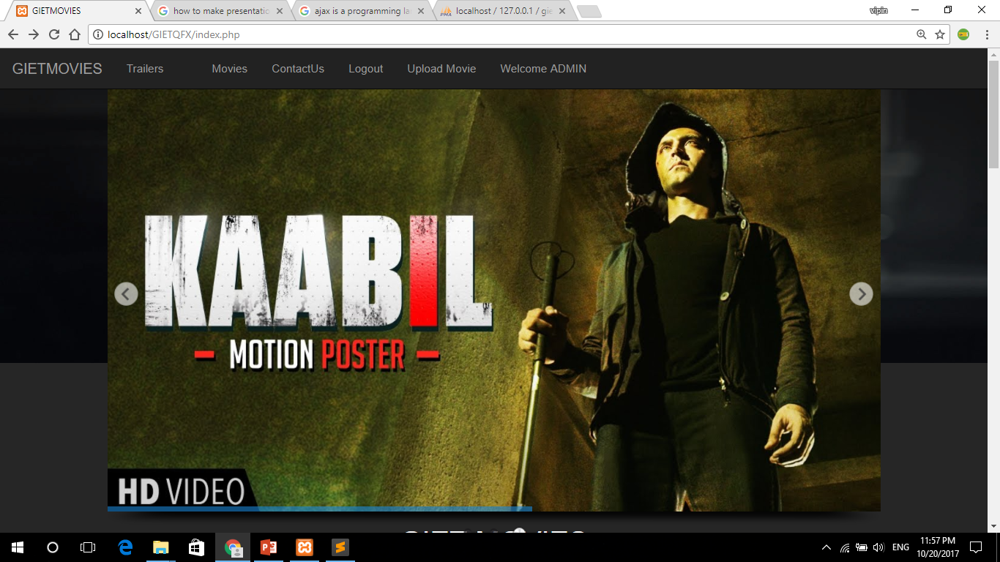 GIETMOVIES
how to make presentatio
ajax is a programming la
localhost / 127.0.0.1 / gie
vipin
localhost/GIETQFX/index.php
GIETMOVIES Trailers Movies ContactUs Logout Upload Movie Welcome ADMIN
KAABIL
MOTION POSTER
HD VIDEO
ENG
11:57 PM
10/20/2017